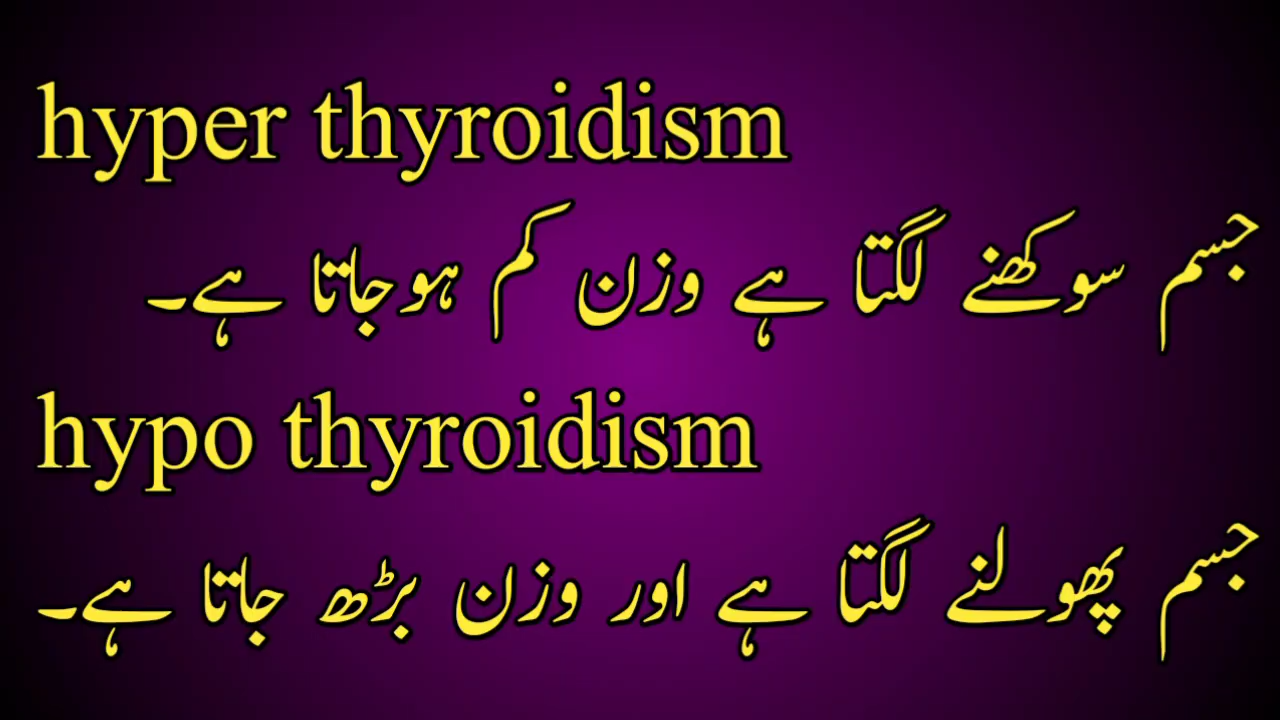 hyper thyroidism
جسم سوکھنے لگتا ہے وزن کم ہوجاتا ہے۔
hypo thyroidism
جسم پھولنے لگتا ہے اور وزن بڑھ جاتا ہے۔